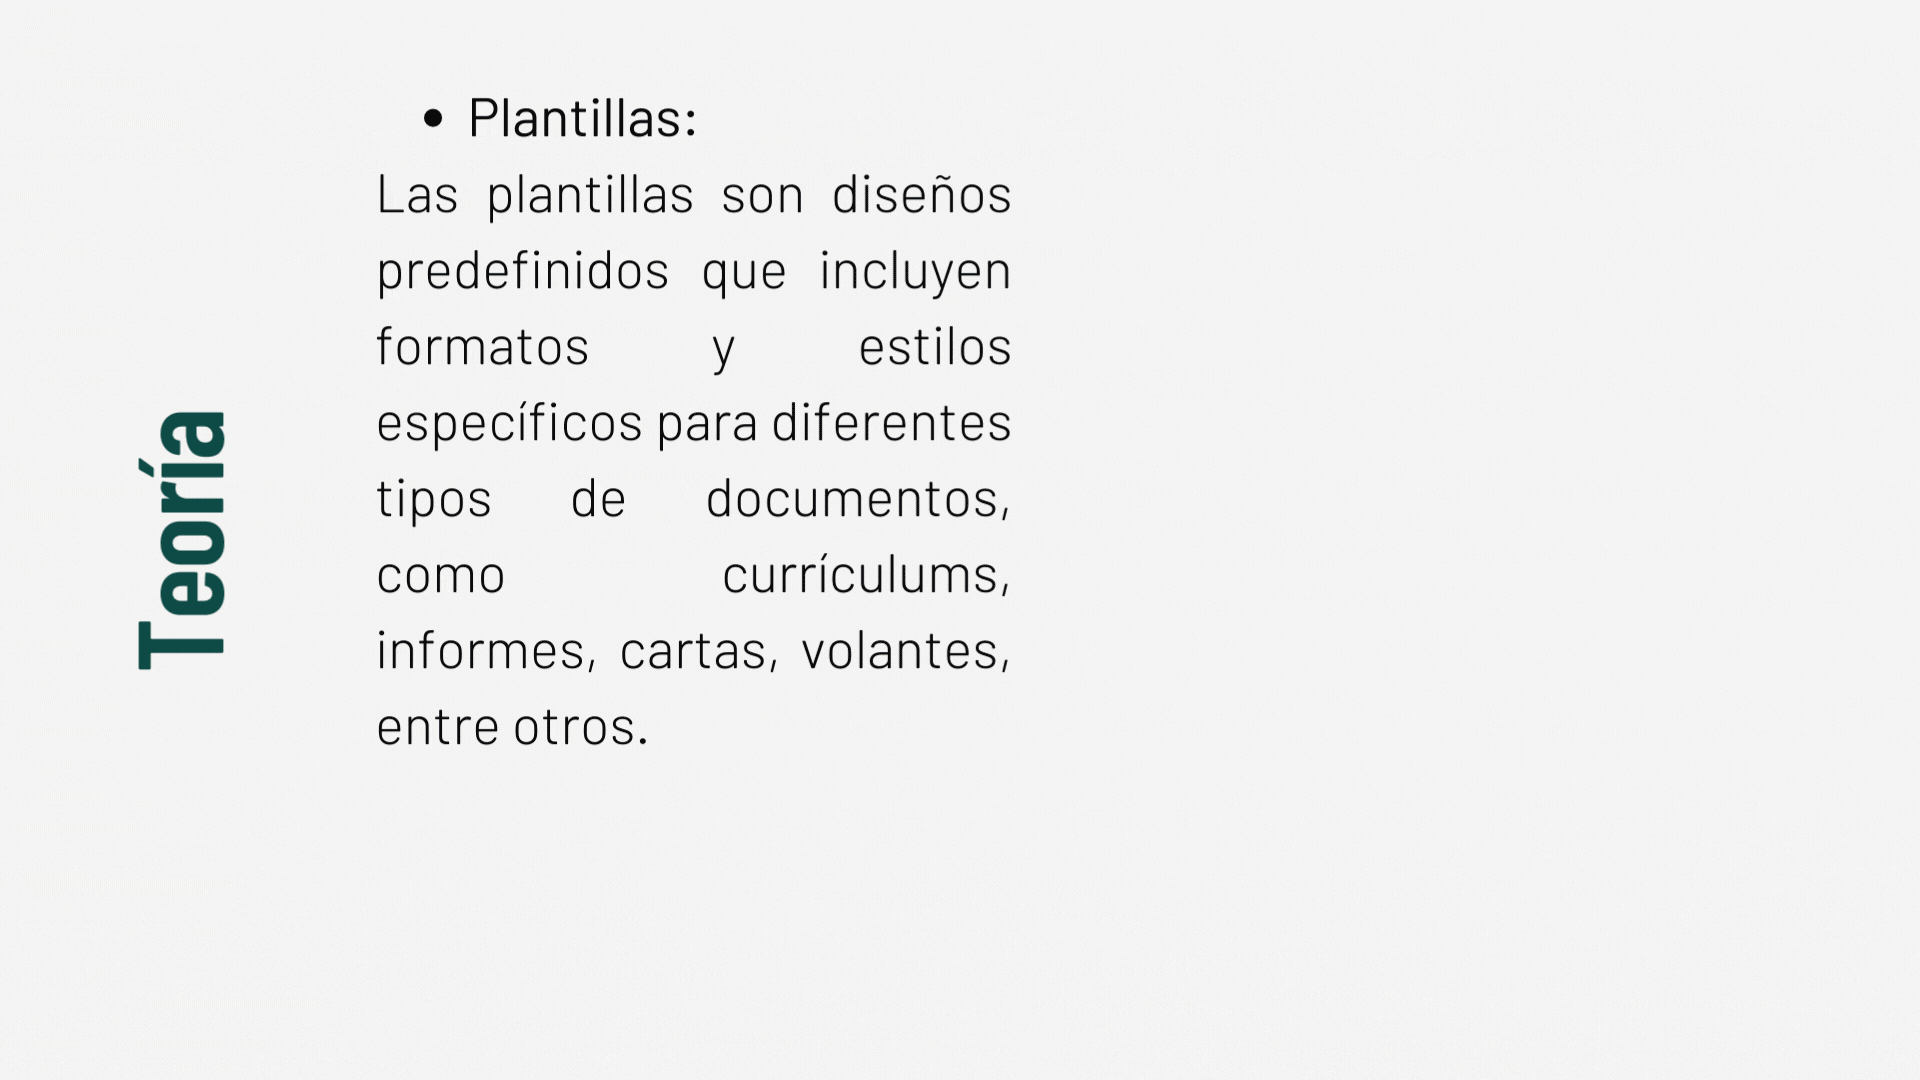 Teoría
• Plantillas:
Las plantillas son diseños
predefinidos que incluyen
formatos y estilos
específicos para diferentes
tipos de documentos,
como currículums,
informes, cartas, volantes,
entre otros.